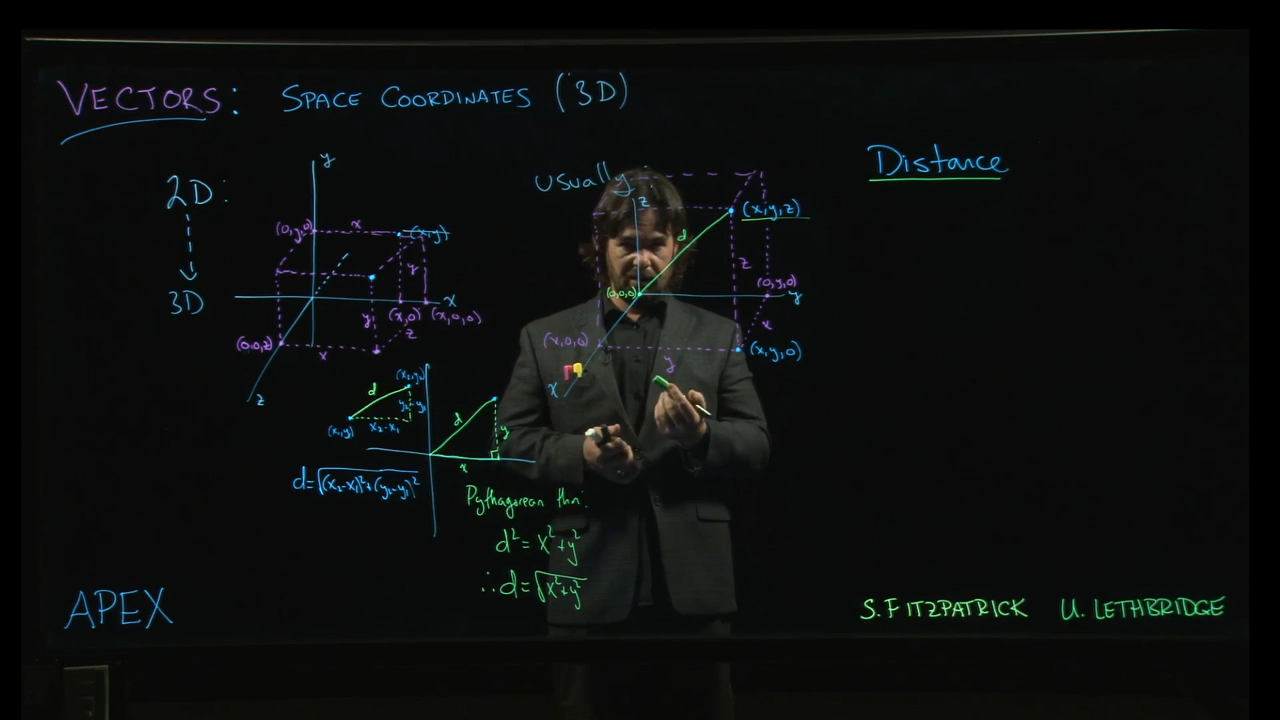 VECTORS: SPACE COORDINATES (3D)
2D:
3D
y
(0,y,0)
x
(x,y)
y
x
(x,0)
(x,0,0)
y
z
(0,0,z)
x
z
Usually:
z
(x,y,z)
d
z
(0,0,0)
(0,y,0)
y
x
(x,0,0)
y
(x,y,0)
x
Distance
(x₂,y₂)
d
y₂-y₁
(x₁,y₁)
x₂-x₁
d=√(x₂-x₁)²+(y₂-y₁)²
d
y
x
Pythagorean thm:
d²=x²+y²
∴d=√x²+y²
APEX
S. FITZPATRICK U. LETHBRIDGE